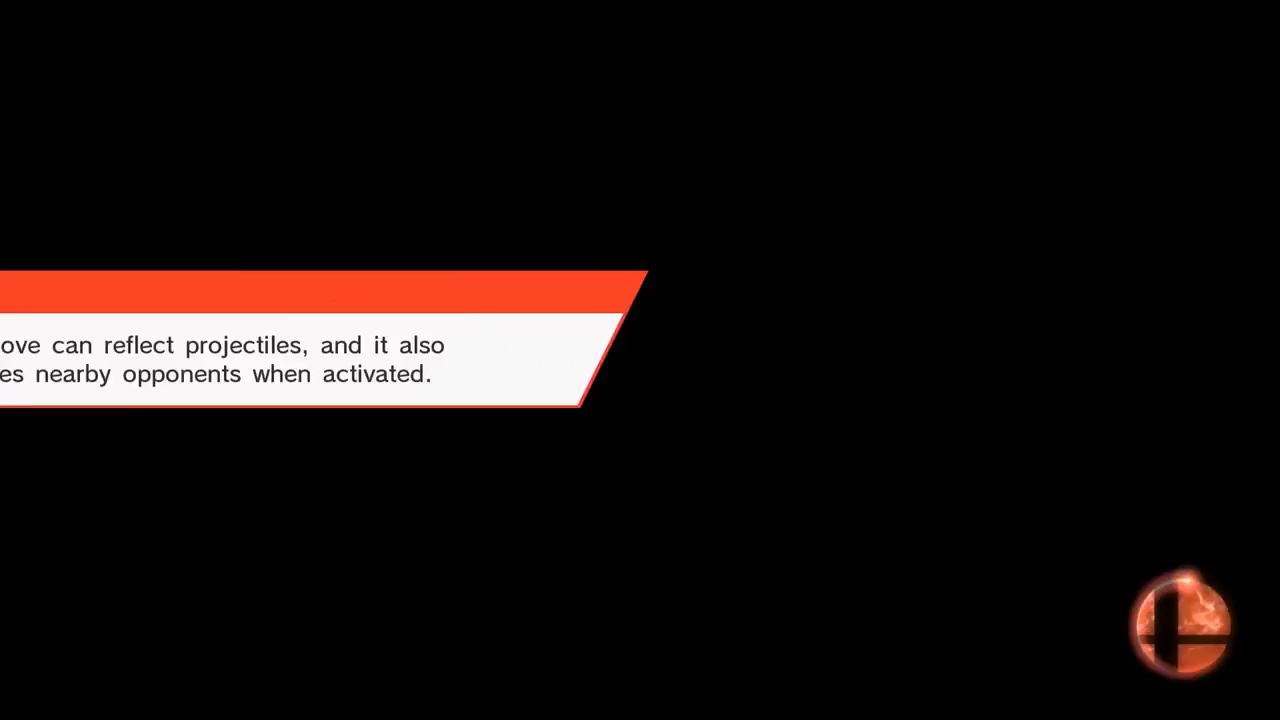 ove can reflect projectiles, and it also
es nearby opponents when activated.